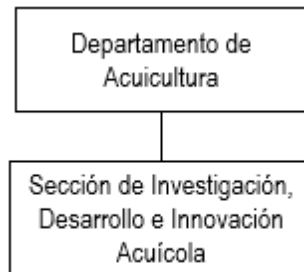 Departamento de
Acuicultura
Sección de Investigación,
Desarrollo e Innovación
Acuícola